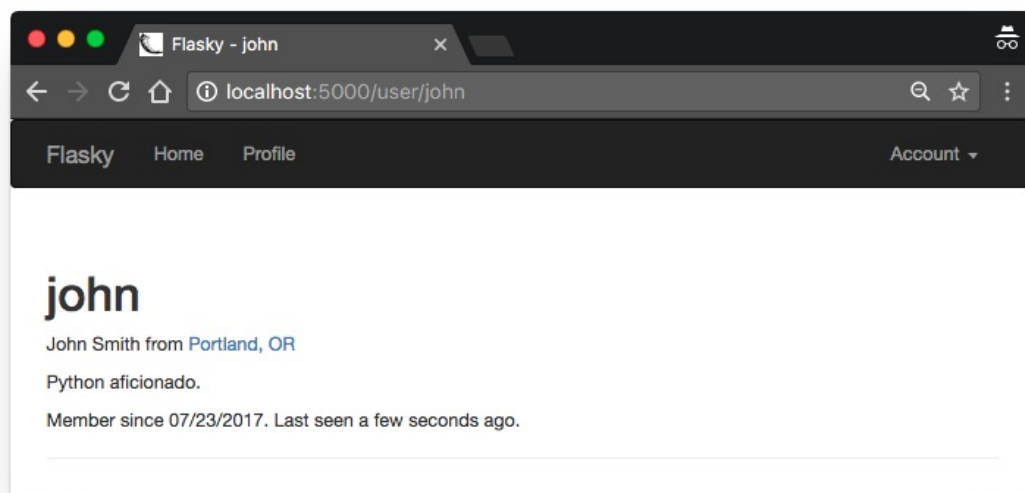 Flasky - john
localhost:5000/user/john
Flasky Home Profile Account
john
John Smith from Portland, OR
Python aficionado.
Member since 07/23/2017. Last seen a few seconds ago.